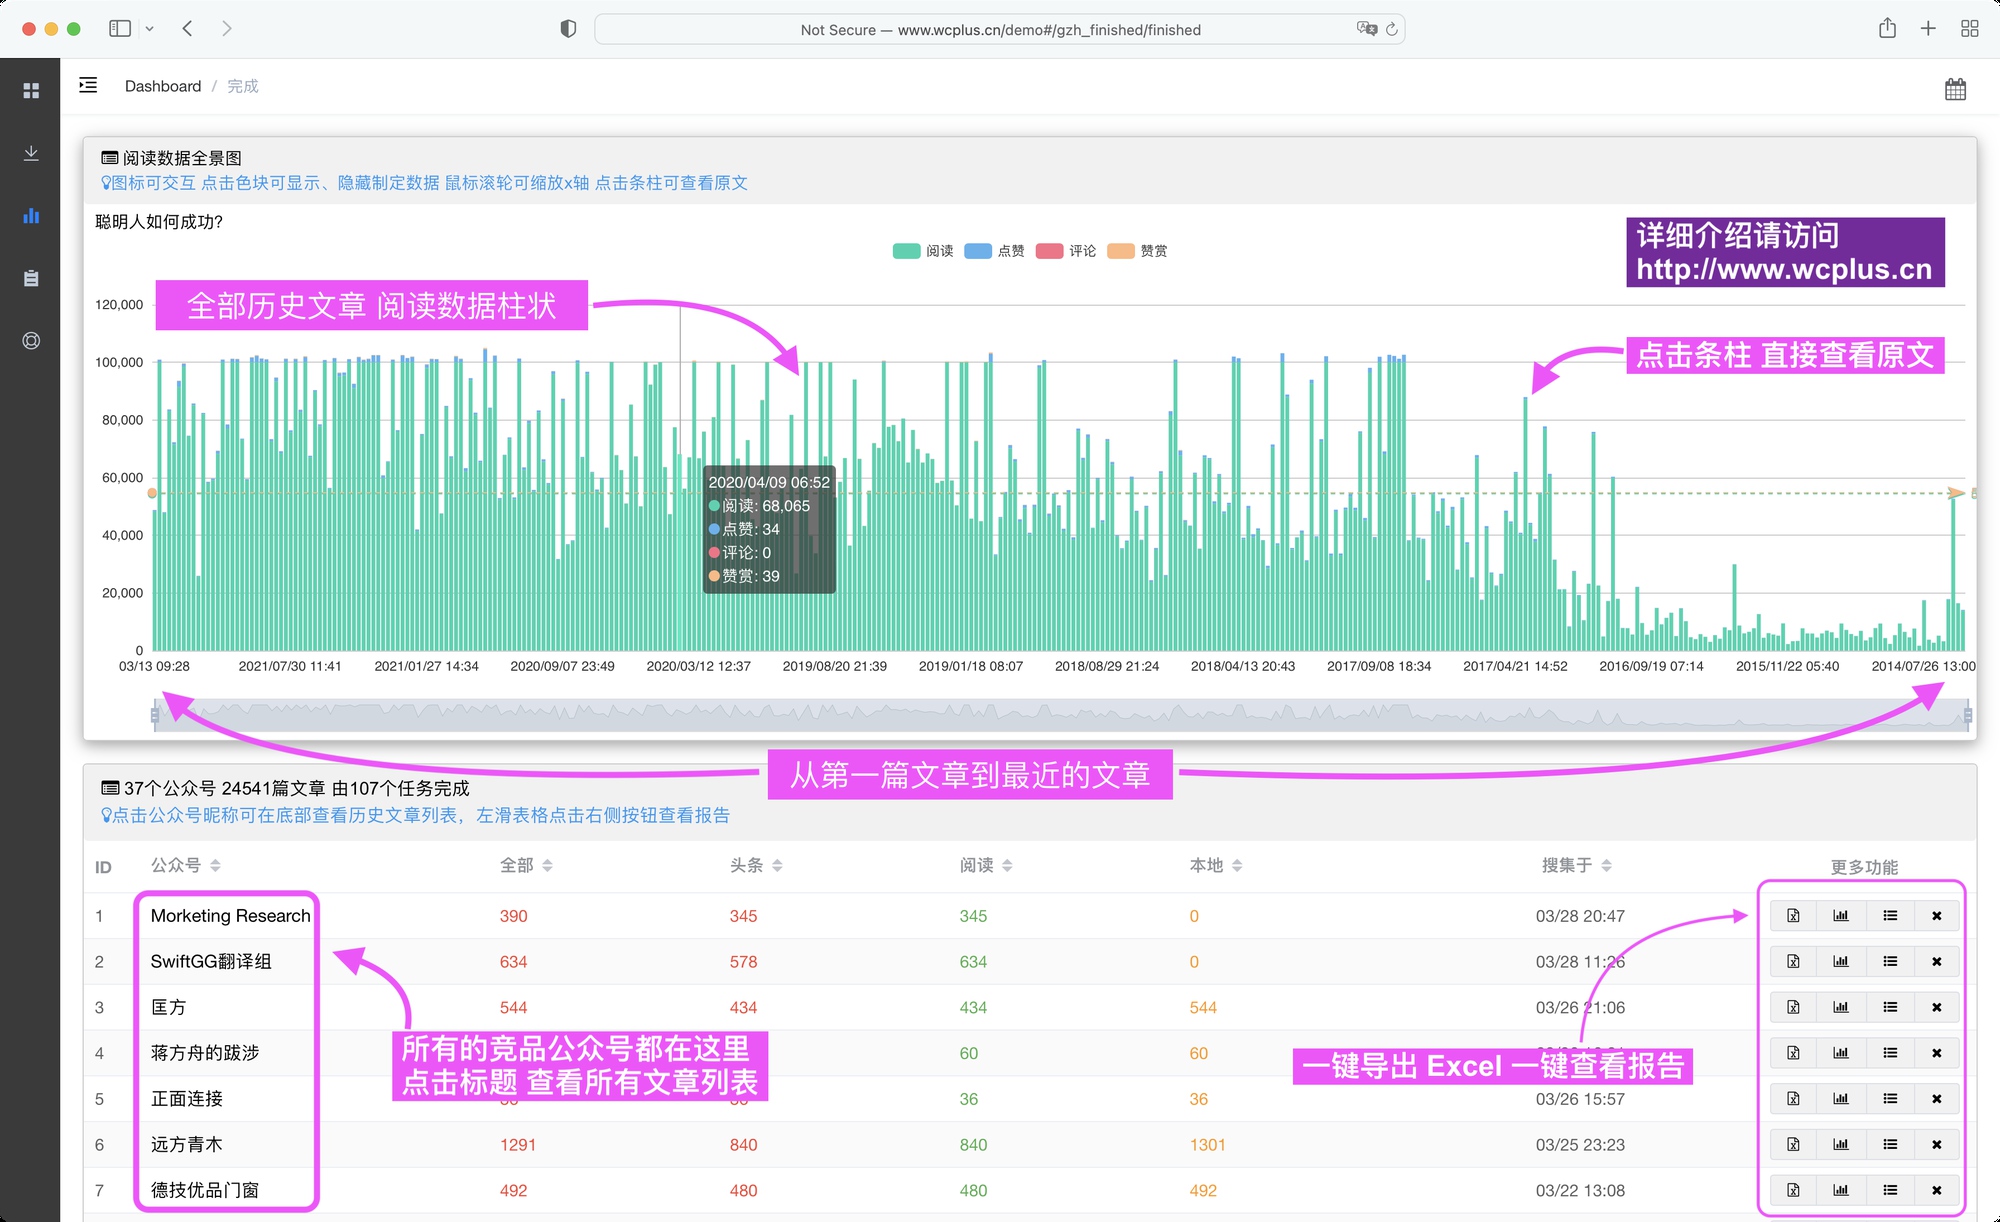 Not Secure — www.wcplus.cn/demo#/gzh_finished/finished
Dashboard / 完成
阅读数据全景图
图标可交互 点击色块可显示、隐藏制定数据 鼠标滚轮可缩放x轴 点击条柱可查看原文
聪明人如何成功?
阅读 点赞 评论 赞赏
详细介绍请访问
http://www.wcplus.cn
全部历史文章 阅读数据柱状
点击条柱 直接查看原文
120,000
100,000
80,000
60,000
40,000
20,000
0
2020/04/09 06:52
阅读: 68,065
点赞: 34
评论: 0
赞赏: 39
03/13 09:28 2021/07/30 11:41 2021/01/27 14:34 2020/09/07 23:49 2020/03/12 12:37 2019/08/20 21:39 2019/01/18 08:07 2018/08/29 21:24 2018/04/13 20:43 2017/09/08 18:34 2017/04/21 14:52 2016/09/19 07:14 2015/11/22 05:40 2014/07/26 13:00
从第一篇文章到最近的文章
37个公众号 24541篇文章 由107个任务完成
点击公众号昵称可在底部查看历史文章列表，左滑表格点击右侧按钮查看报告
ID 公众号 全部 头条 阅读 本地 搜集于 更多功能
1 Morketing Research 390 345 345 0 03/28 20:47
2 SwiftGG翻译组 634 578 634 0 03/28 11:26
3 匡方 544 434 434 544 03/26 21:06
4 蒋方舟的跋涉 60 60
所有的竞品公众号都在这里
点击标题 查看所有文章列表
一键导出 Excel 一键查看报告
5 正面连接 36 36 03/26 15:57
6 远方青木 1291 840 840 1301 03/25 23:23
7 德技优品门窗 492 480 480 492 03/22 13:08